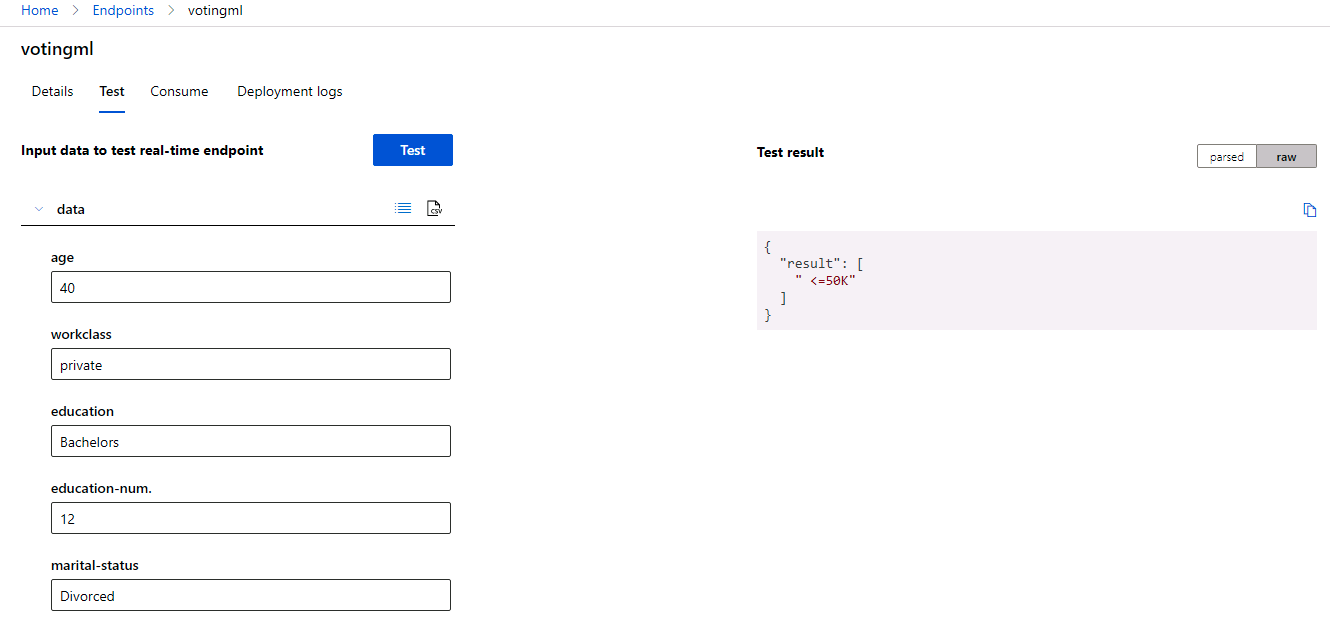 Home > Endpoints > votingml
votingml
Details Test Consume Deployment logs
Input data to test real-time endpoint Test
data
CSV
age
40
workclass
private
education
Bachelors
education-num.
12
marital-status
Divorced
Test result parsed raw
{
"result": [
" <=50K"
]
}